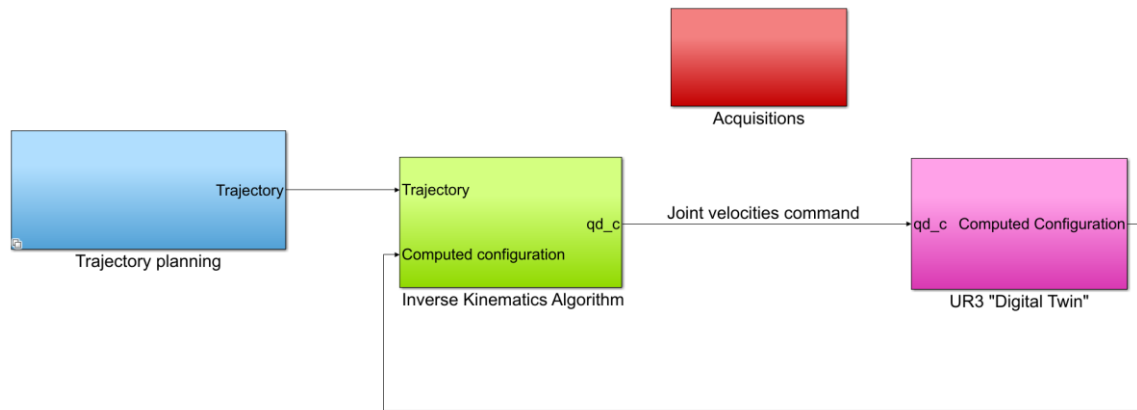 Acquisitions
Trajectory
Trajectory planning
Trajectory
qd_c
Computed configuration
Inverse Kinematics Algorithm
Joint velocities command
qd_c Computed Configuration
UR3 "Digital Twin"